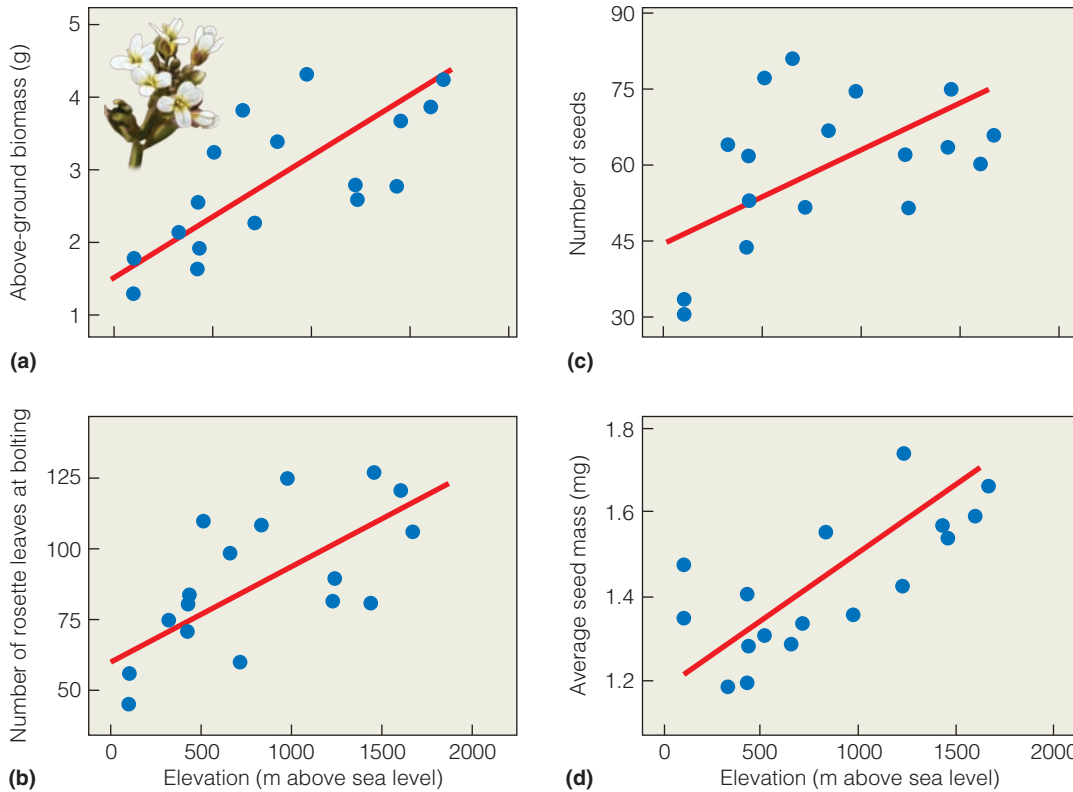 5
4
3
2
1
Above-ground biomass (g)
(a)
90
75
60
45
30
Number of seeds
(c)
125
100
75
50
Number of rosette leaves at bolting
0 500 1000 1500 2000
(b) Elevation (m above sea level)
1.8
1.6
1.4
1.2
Average seed mass (mg)
0 500 1000 1500 2000
(d) Elevation (m above sea level)